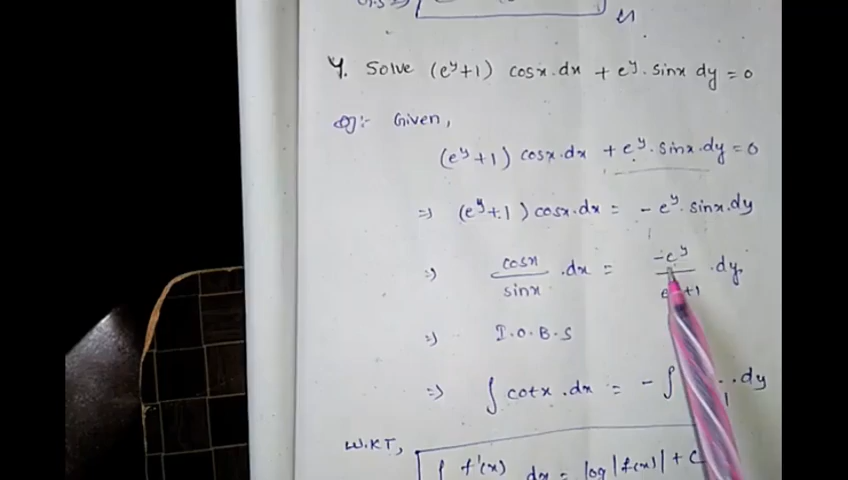 4. Solve (e^y+1) cosx.dx + e^y. sinx dy = 0
Given,
(e^y+1) cosx.dx + e^y. sinx.dy = 0
=> (e^y+1) cosx.dx = - e^y. sinx.dy
=> cosx/sinx .dx = -e^y/e +1 .dy.
=> I.O.B.S
=> ∫ cotx .dx = - ∫ .dy
W.K.T, ∫ f'(x) dx = log|f(x)| + c